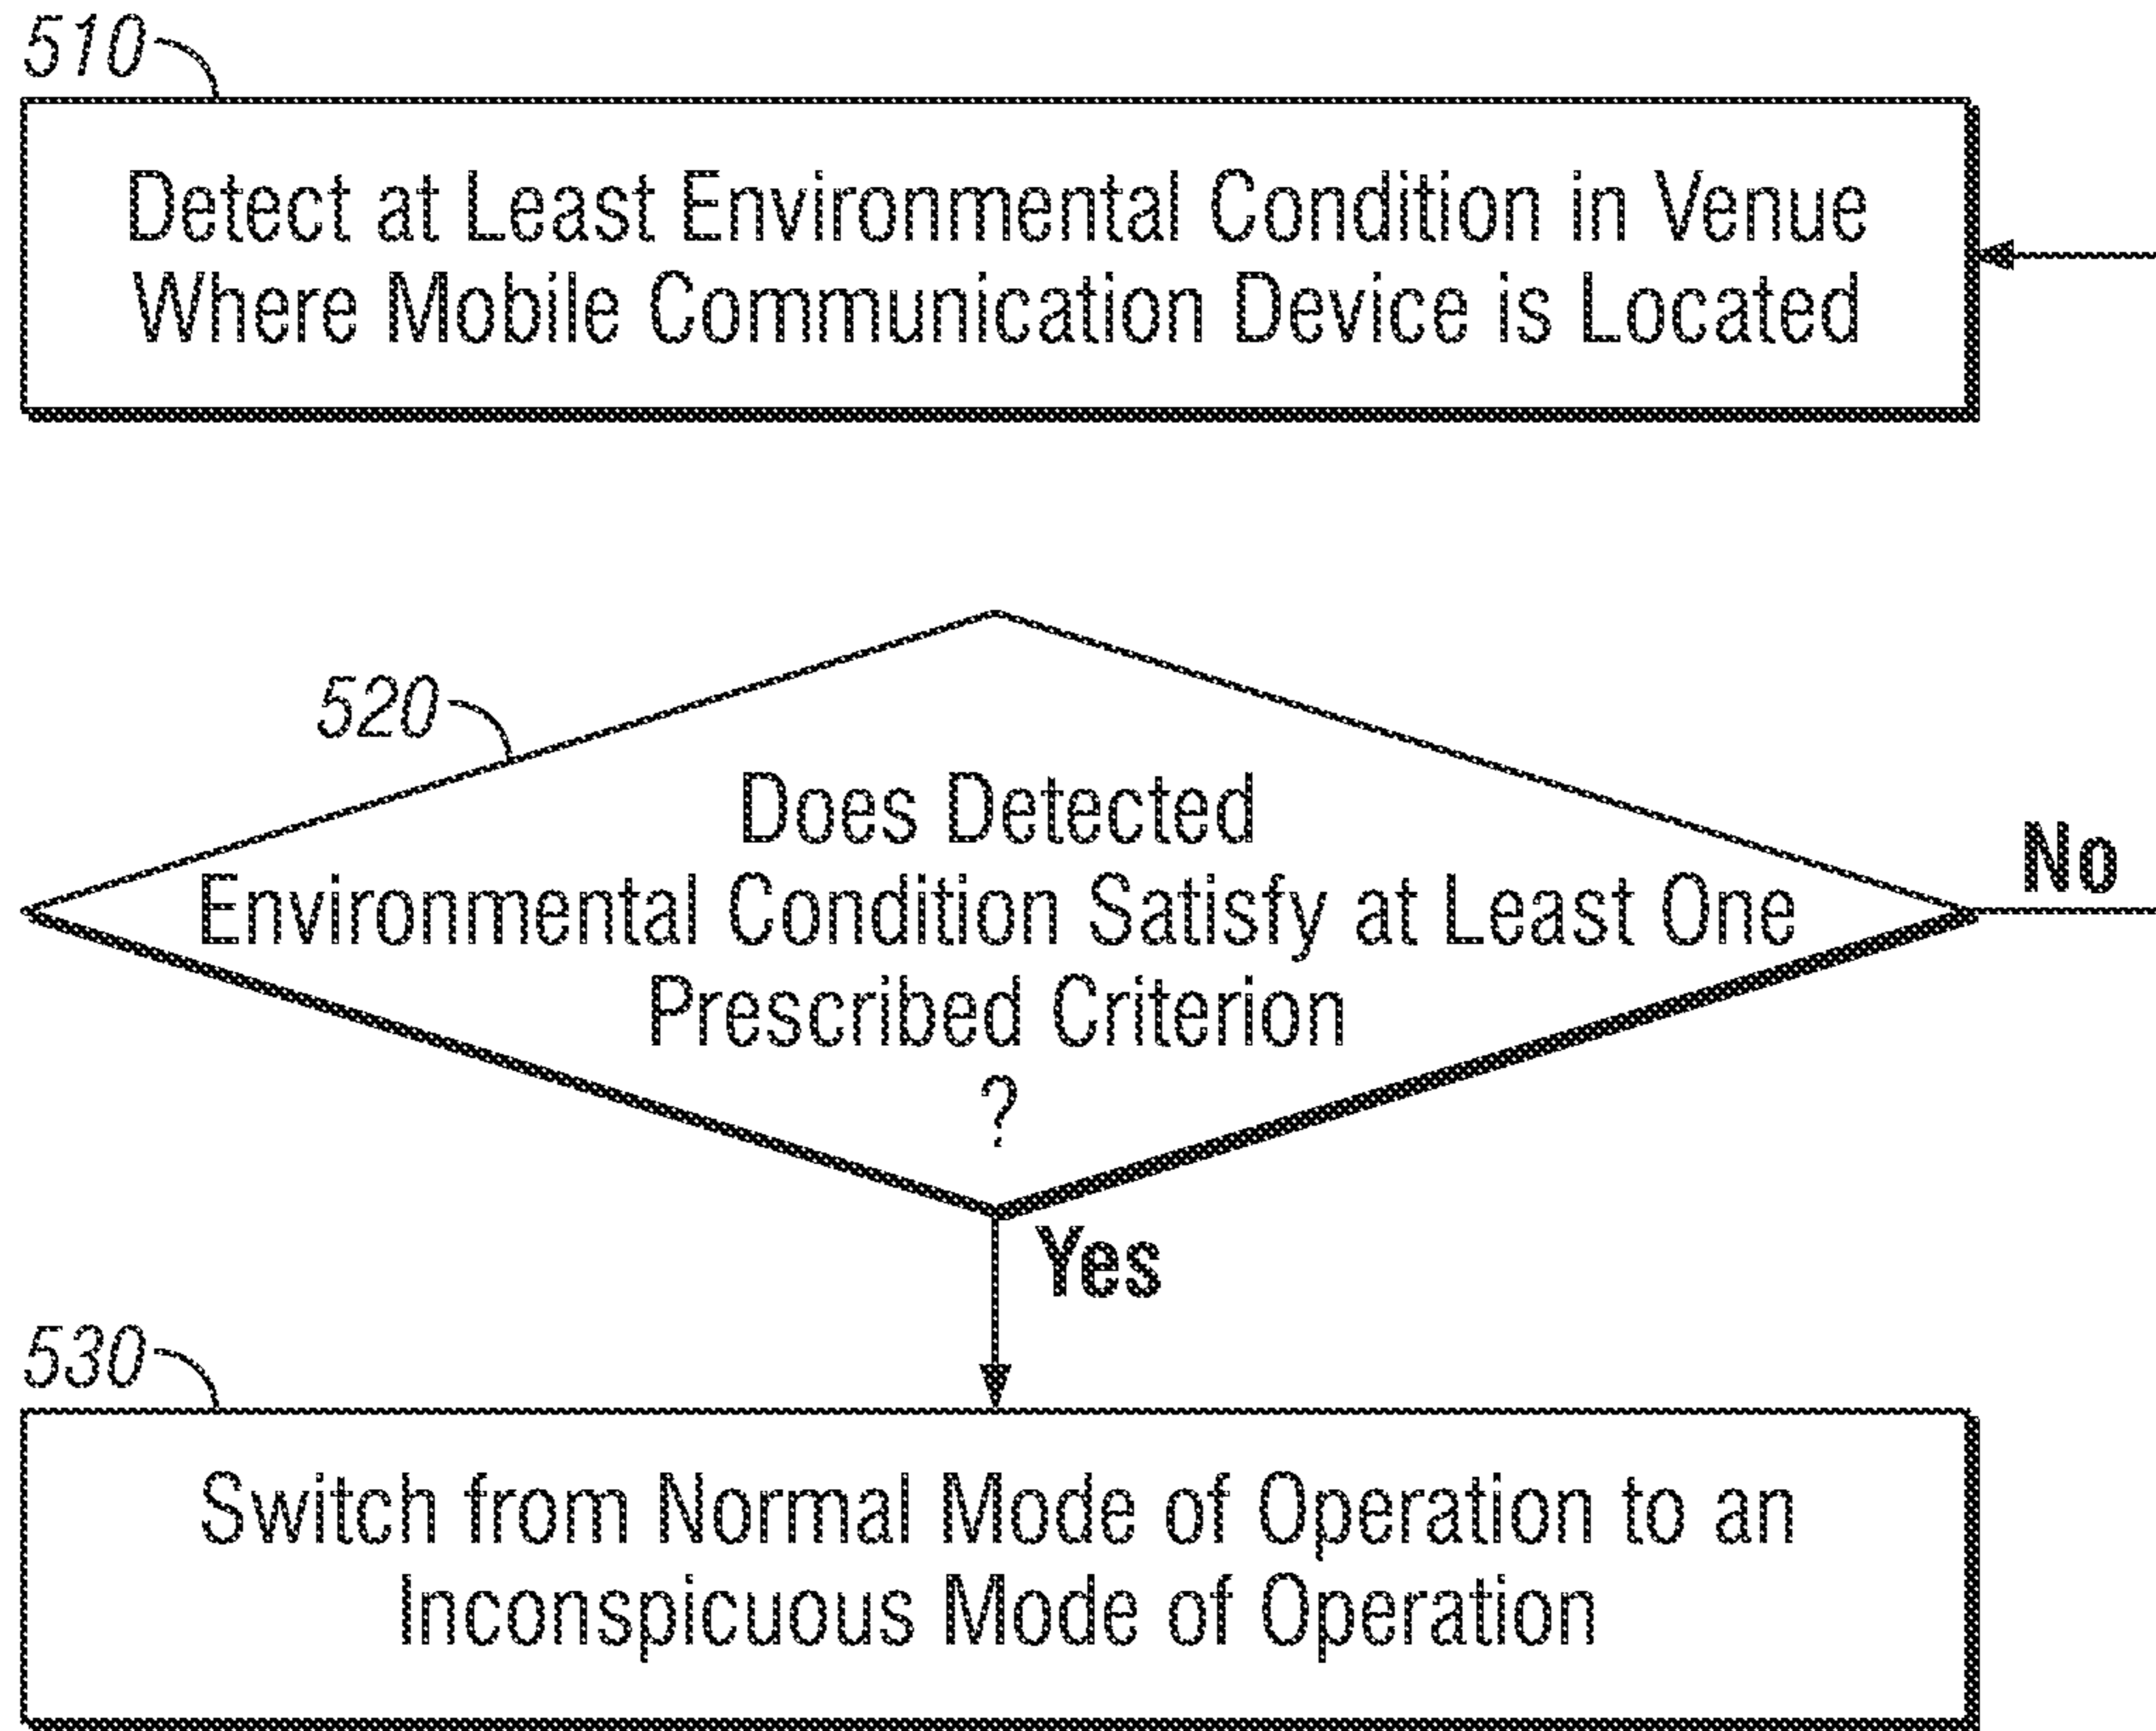 510
Detect at Least Environmental Condition in Venue
Where Mobile Communication Device is Located
520
Does Detected
Environmental Condition Satisfy at Least One
Prescribed Criterion
?
No
Yes
530
Switch from Normal Mode of Operation to an
Inconspicuous Mode of Operation